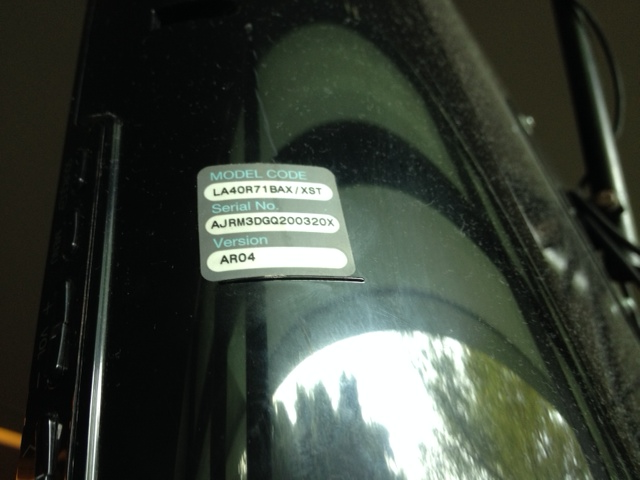 MODEL CODE
LA40R71BAX/XST
Serial No.
AJRM3DGQ200320X
Version
AR04